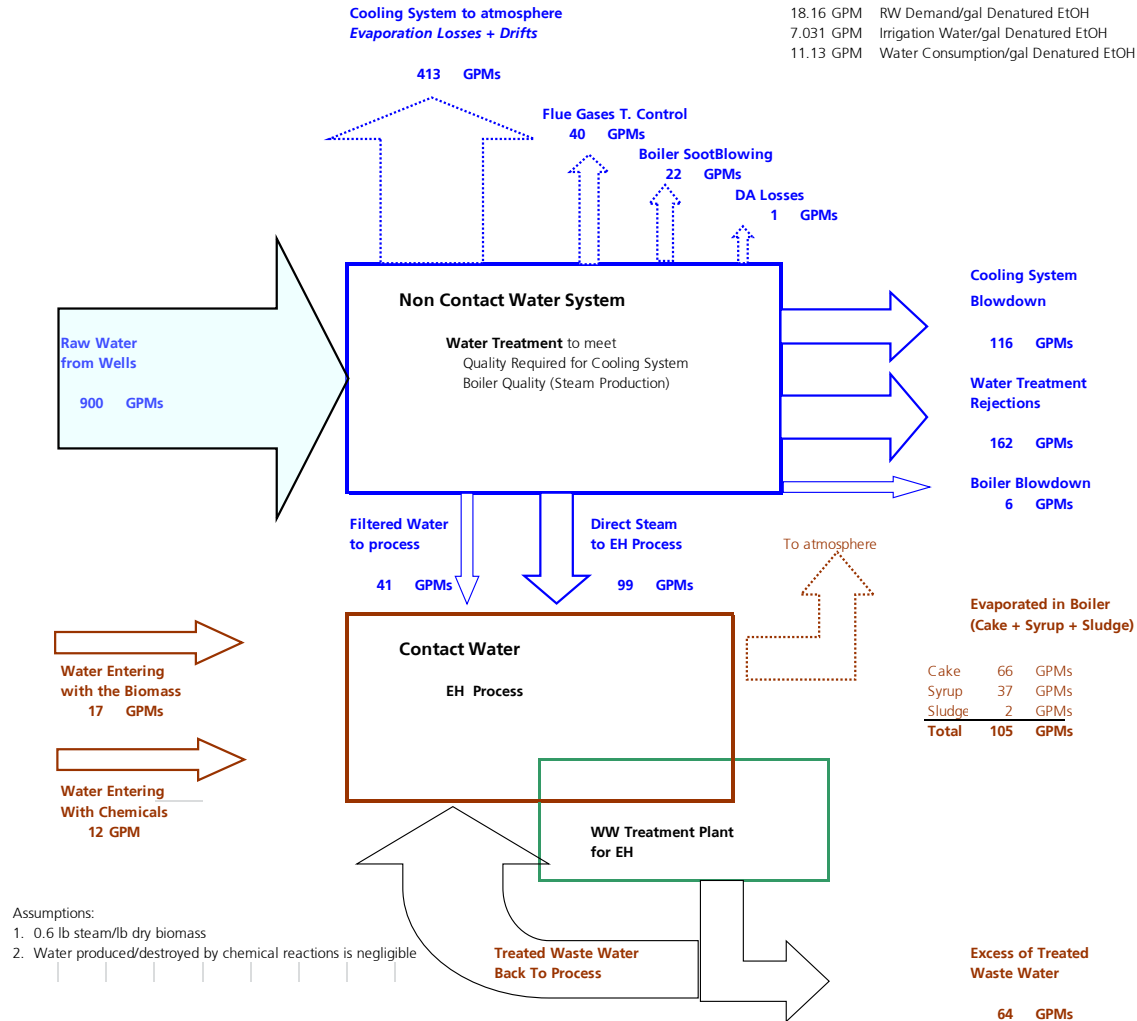 Cooling System to atmosphere
Evaporation Losses + Drifts
413 GPMs
18.16 GPM RW Demand/gal Denatured EtOH
7.031 GPM Irrigation Water/gal Denatured EtOH
11.13 GPM Water Consumption/gal Denatured EtOH
Flue Gases T. Control
40 GPMs
Boiler SootBlowing
22 GPMs
DA Losses
1 GPMs
Raw Water
from Wells
900 GPMs
Non Contact Water System
Water Treatment to meet
Quality Required for Cooling System
Boiler Quality (Steam Production)
Cooling System
Blowdown
116 GPMs
Water Treatment
Rejections
162 GPMs
Boiler Blowdown
6 GPMs
Filtered Water
to process
41 GPMs
Direct Steam
to EH Process
99 GPMs
To atmosphere
Evaporated in Boiler
(Cake + Syrup + Sludge)
Cake 66 GPMs
Syrup 37 GPMs
Sludge 2 GPMs
Total 105 GPMs
Water Entering
with the Biomass
17 GPMs
Contact Water
EH Process
Water Entering
With Chemicals
12 GPM
WW Treatment Plant
for EH
Assumptions:
1. 0.6 lb steam/lb dry biomass
2. Water produced/destroyed by chemical reactions is negligible
Treated Waste Water
Back To Process
Excess of Treated
Waste Water
64 GPMs